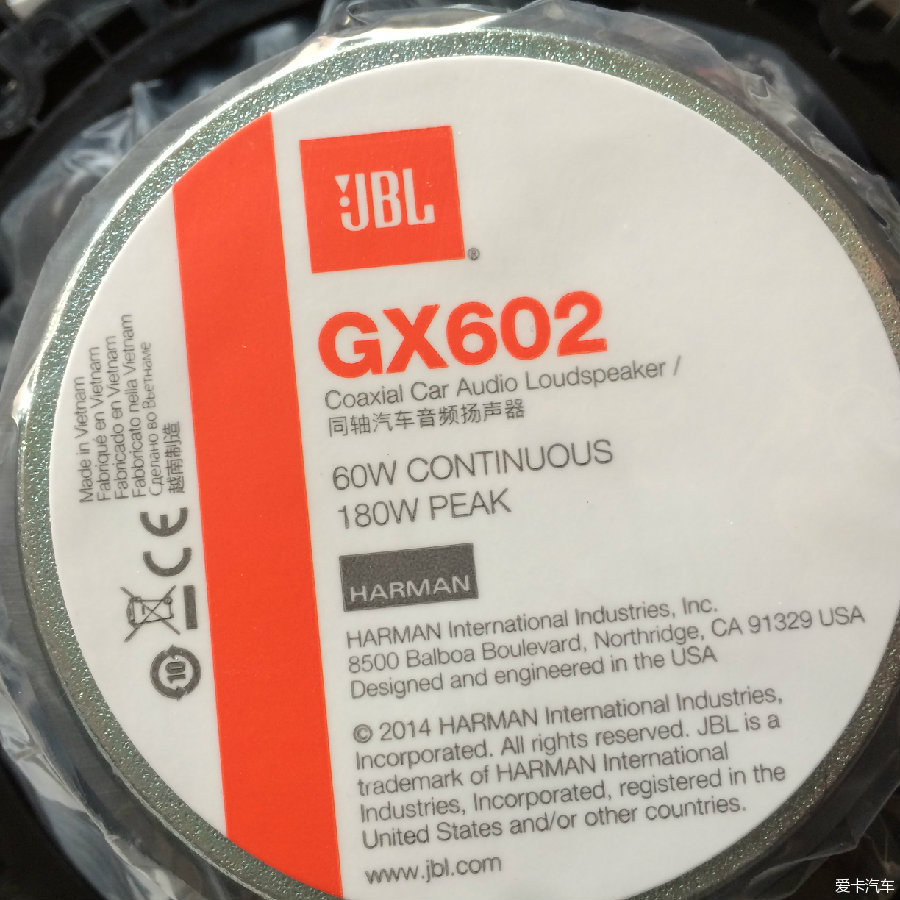 JBL
®
GX602
Coaxial Car Audio Loudspeaker /
同轴汽车音频扬声器
60W CONTINUOUS
180W PEAK
HARMAN
HARMAN International Industries, Inc.
8500 Balboa Boulevard, Northridge, CA 91329 USA
Designed and engineered in the USA
© 2014 HARMAN International Industries,
Incorporated. All rights reserved. JBL is a
trademark of HARMAN International
Industries, Incorporated, registered in the
United States and/or other countries.
www.jbl.com
Made in Vietnam
Fabriqué en Vietnam
Fabricado en Vietnam
Fabbricato nella Vietnam
Сделано во Вьетнаме
越南制造
CE
10
爱卡汽车